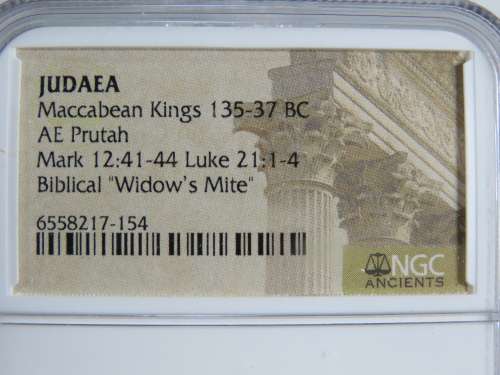 JUDAEA
Maccabean Kings 135-37 BC
AE Prutah
Mark 12:41-44 Luke 21:1-4
Biblical "Widow's Mite"
6558217-154
NGC
ANCIENTS